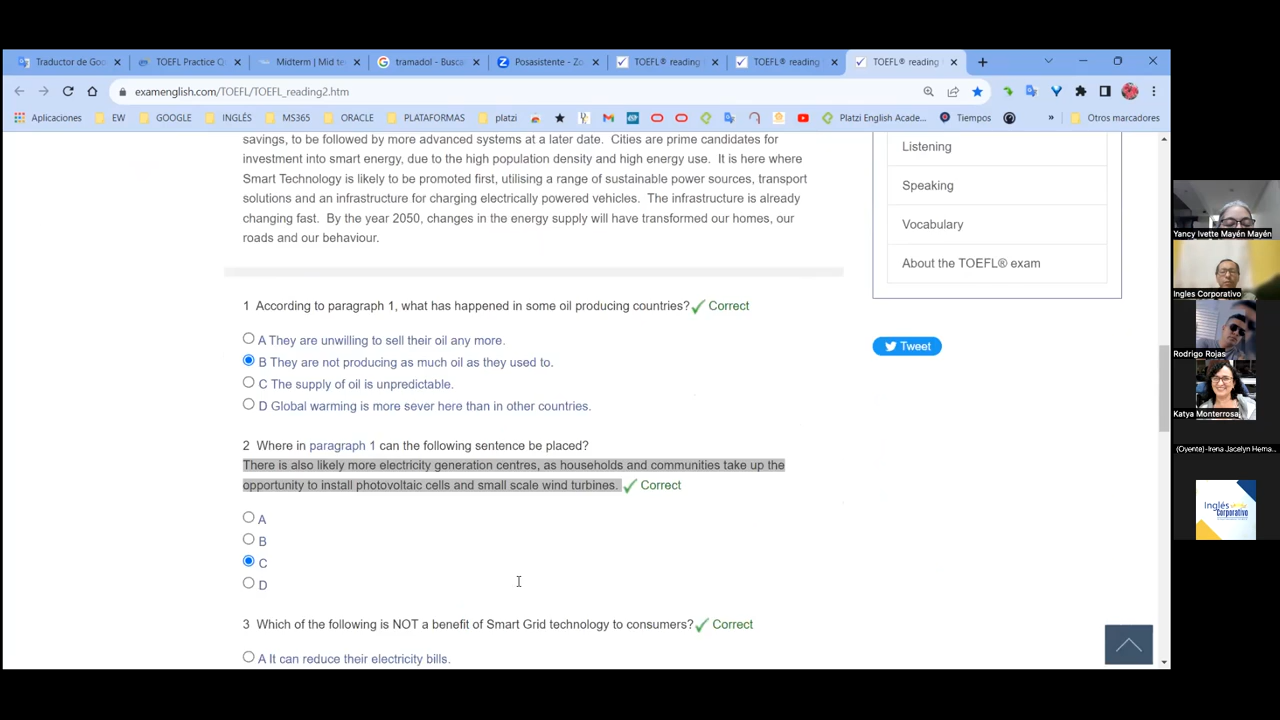 Traductor de Goo
TOEFL Practice Q
Midterm | Mid te
tramadol - Busca
Posasistente - Zo
TOEFL® reading
TOEFL® reading
TOEFL® reading
examenglish.com/TOEFL/TOEFL_reading2.htm
Aplicaciones
EW
GOOGLE
INGLÉS
MS365
ORACLE
PLATAFORMAS
platzi
Platzi English Acade...
Tiempos
»
Otros marcadores
savings, to be followed by more advanced systems at a later date. Cities are prime candidates for
investment into smart energy, due to the high population density and high energy use. It is here where
Smart Technology is likely to be promoted first, utilising a range of sustainable power sources, transport
solutions and an infrastructure for charging electrically powered vehicles. The infrastructure is already
changing fast. By the year 2050, changes in the energy supply will have transformed our homes, our
roads and our behaviour.
1 According to paragraph 1, what has happened in some oil producing countries? Correct
A They are unwilling to sell their oil any more.
B They are not producing as much oil as they used to.
C The supply of oil is unpredictable.
D Global warming is more sever here than in other countries.
2 Where in paragraph 1 can the following sentence be placed?
There is also likely more electricity generation centres, as households and communities take up the
opportunity to install photovoltaic cells and small scale wind turbines. Correct
A
B
C
D
3 Which of the following is NOT a benefit of Smart Grid technology to consumers? Correct
A It can reduce their electricity bills.
Listening
Speaking
Vocabulary
About the TOEFL® exam
Tweet
Yancy Ivette Mayén Mayén
Ingles Corporativo
Rodrigo Rojas
Katya Monterrosa
(Oyente)-Irena Jacelyn Herna...
Inglés
Corporativo